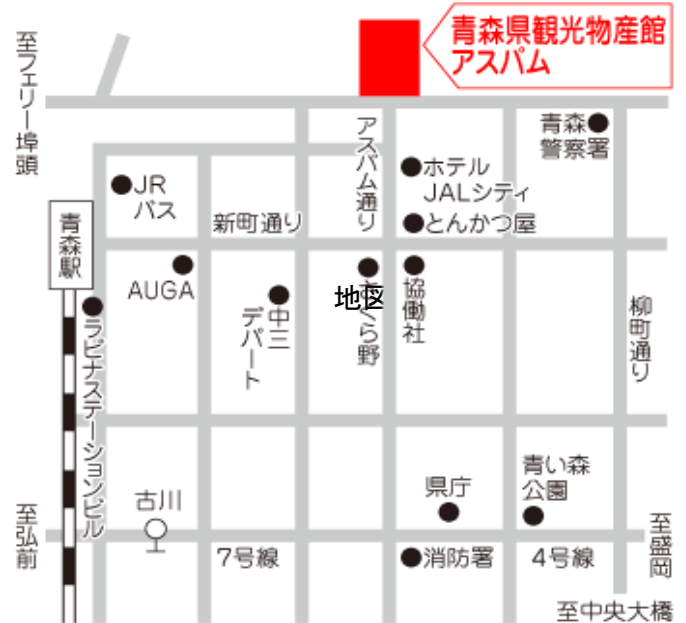 青森県観光物産館
アスパム
至フェリー埠頭
アスパム通り
青森
警察署
ホテル
JALシティ
JR
バス
新町通り
とんかつ屋
青森駅
AUGA
中三
デパート
地図
くら野
協働社
柳町通り
ラビナステーションビル
古川
県庁
青い森
公園
至弘前
7号線
消防署
4号線
至盛岡
至中央大橋